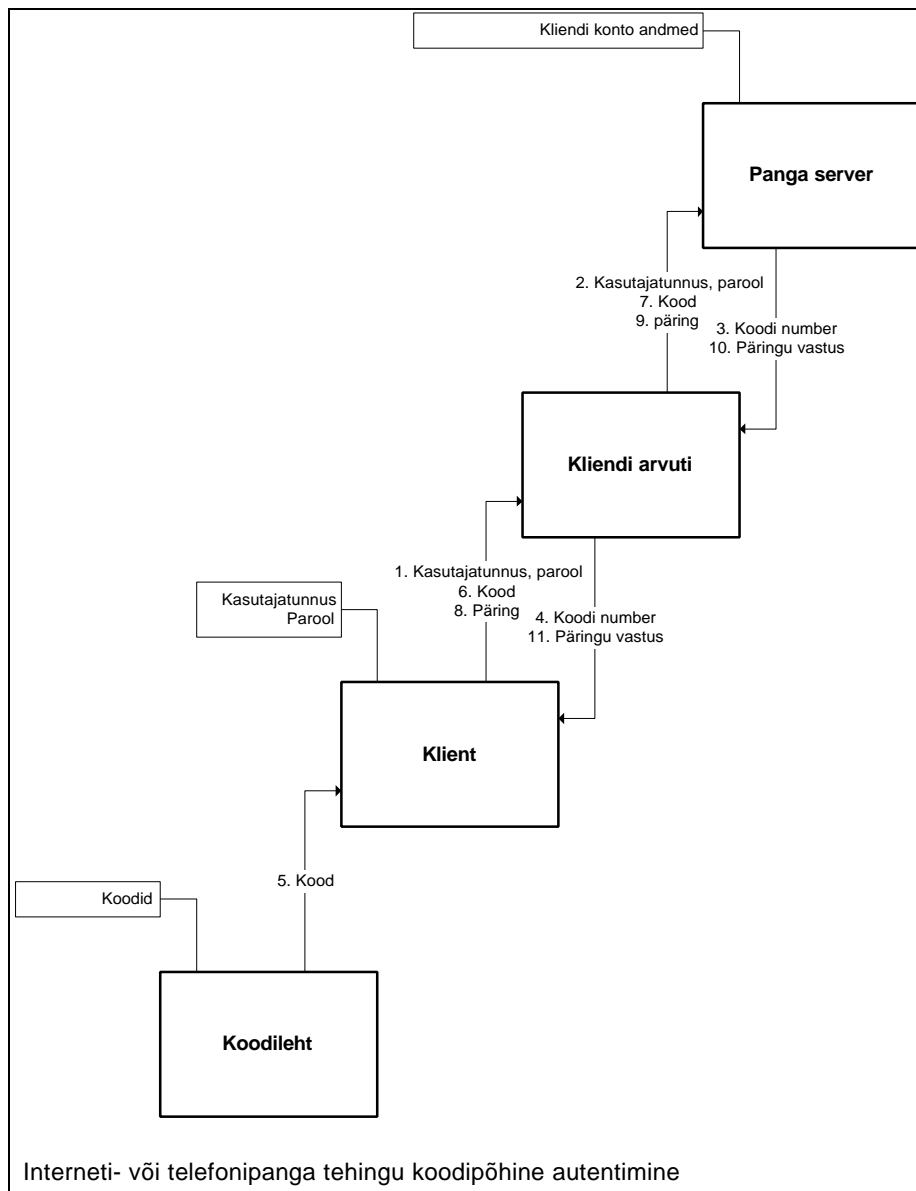 Kliendi konto andmed
Panga server
2. Kasutajatunnus, parool
7. Kood
9. päring
3. Koodi number
10. Päringu vastus
Kliendi arvuti
1. Kasutajatunnus, parool
6. Kood
8. Päring
4. Koodi number
11. Päringu vastus
Kasutajatunnus
Parool
Klient
5. Kood
Koodid
Koodileht
Interneti- või telefonipanga tehingu koodipõhine autentimine